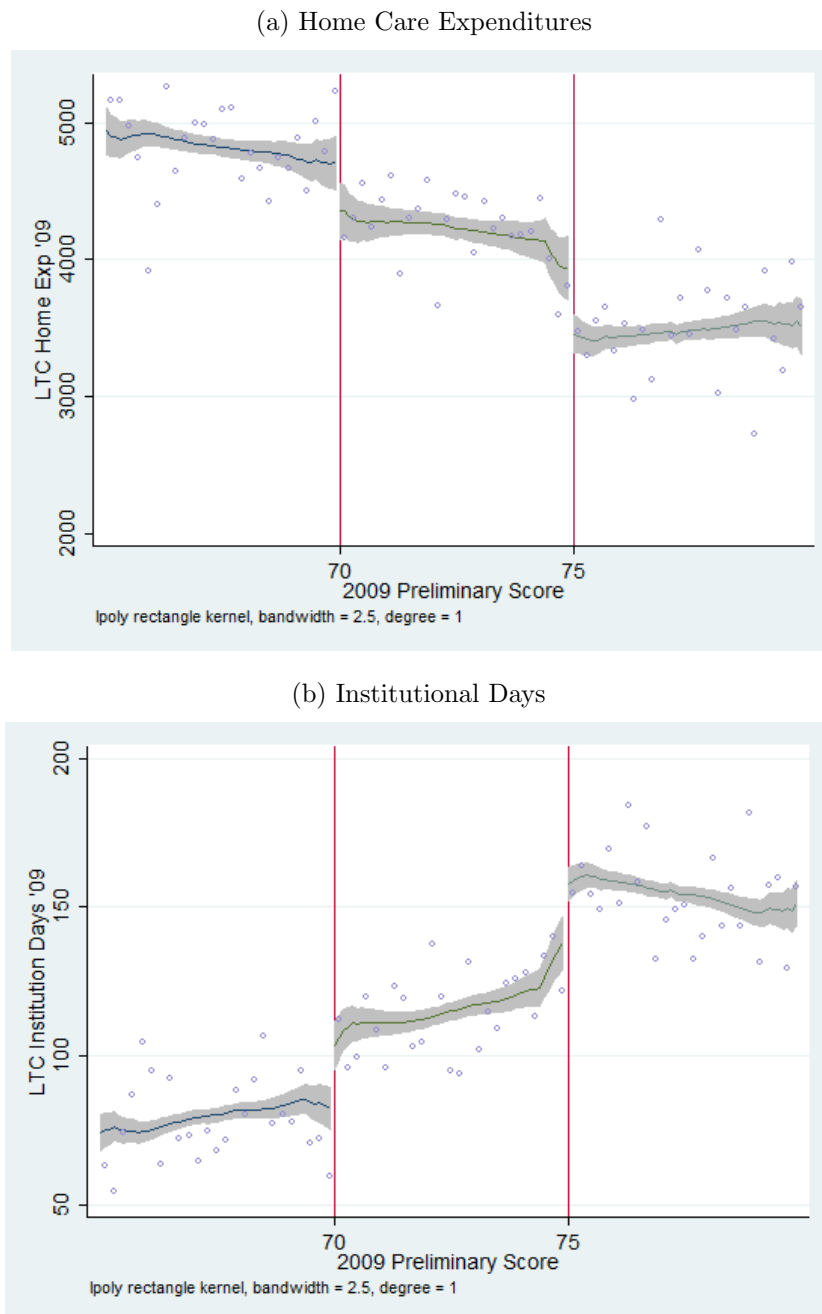 (a) Home Care Expenditures
LTC Home Exp '09
5000
4000
3000
2000
70
75
2009 Preliminary Score
lpoly rectangle kernel, bandwidth = 2.5, degree = 1
(b) Institutional Days
LTC Institution Days '09
200
150
100
50
70
75
2009 Preliminary Score
lpoly rectangle kernel, bandwidth = 2.5, degree = 1